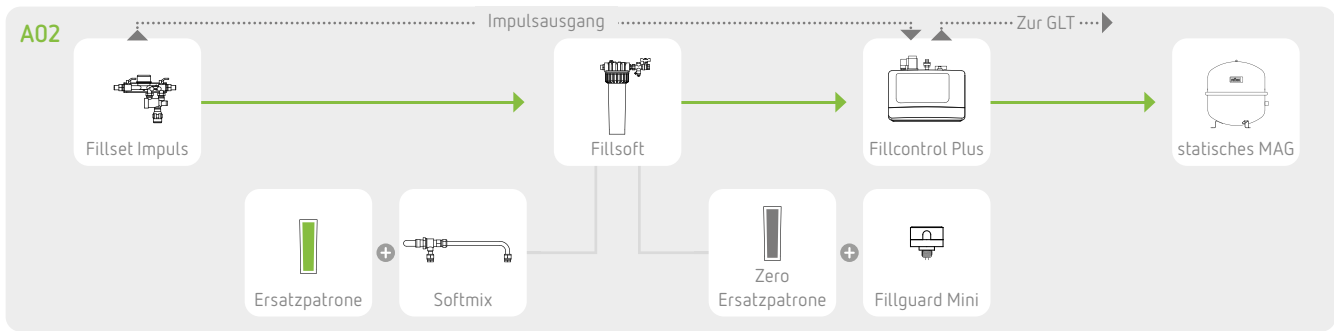 A02
Impulsausgang
Zur GLT
Fillset Impuls
Fillsoft
Fillcontrol Plus
statisches MAG
Ersatzpatrone
Softmix
Zero
Ersatzpatrone
Fillguard Mini